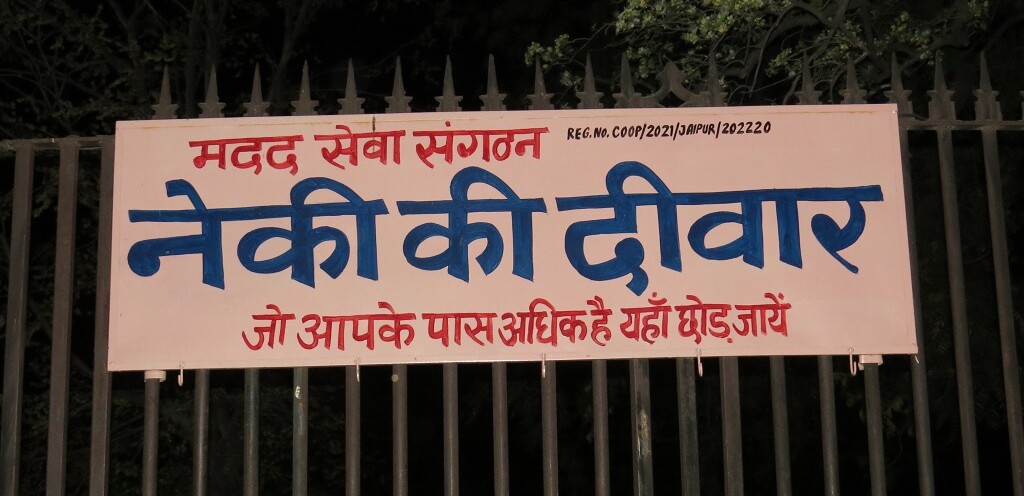 मदद सेवा संगठन REG.NO.COOP/2021/JAIPUR/202220
नेकी की दीवार
जो आपके पास अधिक है यहाँ छोड़ जायें